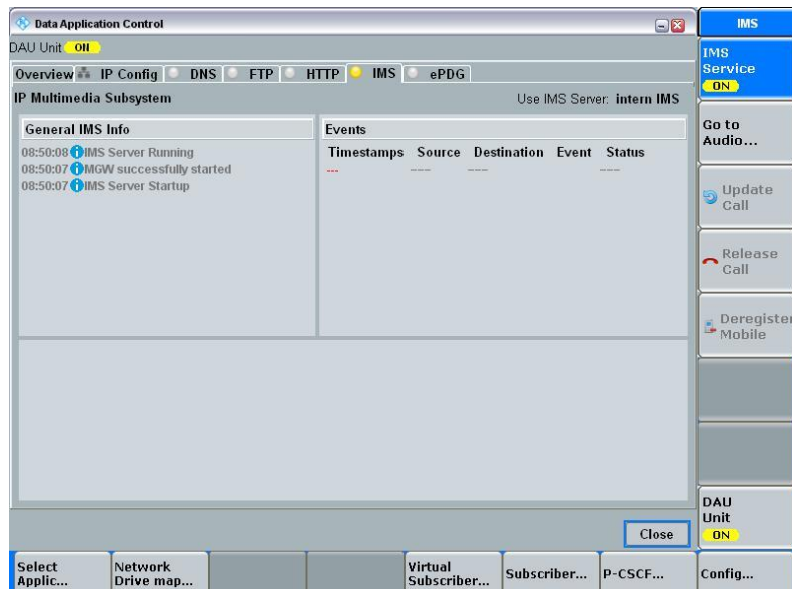 Data Application Control
IMS
DAU Unit ON
Overview IP Config DNS FTP HTTP IMS ePDG
IP Multimedia Subsystem Use IMS Server: intern IMS
General IMS Info
08:50:08 IMS Server Running
08:50:07 MGW successfully started
08:50:07 IMS Server Startup
Events
Timestamps Source Destination Event Status
--- --- --- ---
Close
IMS
Service
ON
Go to
Audio...
Update
Call
Release
Call
Deregister
Mobile
DAU
Unit
ON
Select
Applic...
Network
Drive map...
Virtual
Subscriber...
Subscriber...
P-CSCF...
Config...